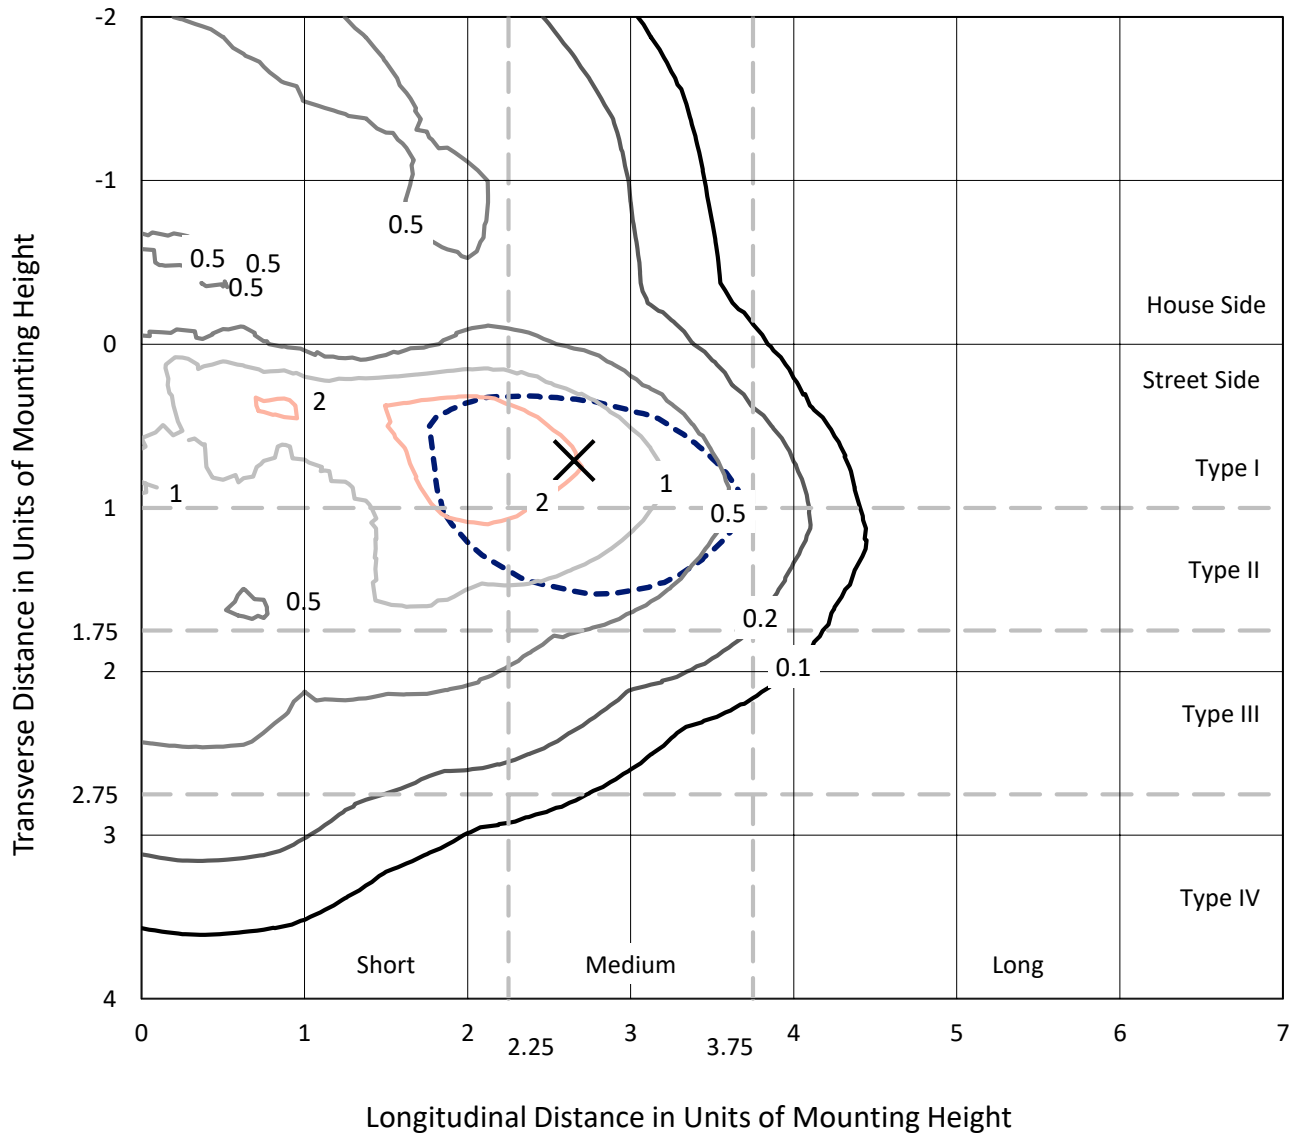 -2
-1
0.5
0.5
0.5
0.5
House Side
0
Street Side
2
Type I
1
1
2
0.5
1
Type II
0.5
0.2
1.75
0.1
2
Type III
2.75
3
Type IV
Short
Medium
Long
4
0
1
2
2.25
3
3.75
4
5
6
7
Transverse Distance in Units of Mounting Height
Longitudinal Distance in Units of Mounting Height